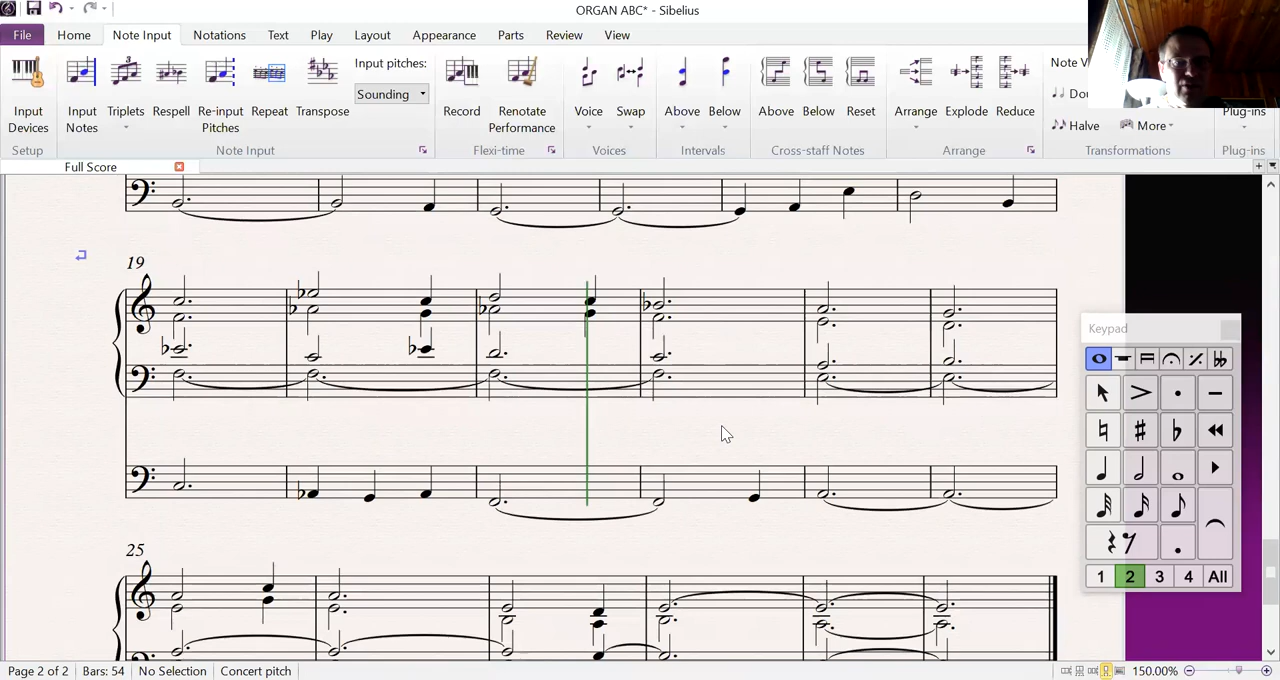 ORGAN ABC* - Sibelius
File Home Note Input Notations Text Play Layout Appearance Parts Review View
Input Devices
Input Notes
Triplets
Respell
Re-input Pitches
Repeat
Transpose
Input pitches:
Sounding
Record
Renotate Performance
Voice
Swap
Above
Below
Above
Below
Reset
Arrange
Explode
Reduce
Note V
Dou
Halve
More
Plug-ins
Setup Note Input Flexi-time Voices Intervals Cross-staff Notes Arrange Transformations Plug-ins
Full Score
19
Keypad
1 2 3 4 All
25
Page 2 of 2 Bars: 54 No Selection Concert pitch 150.00%